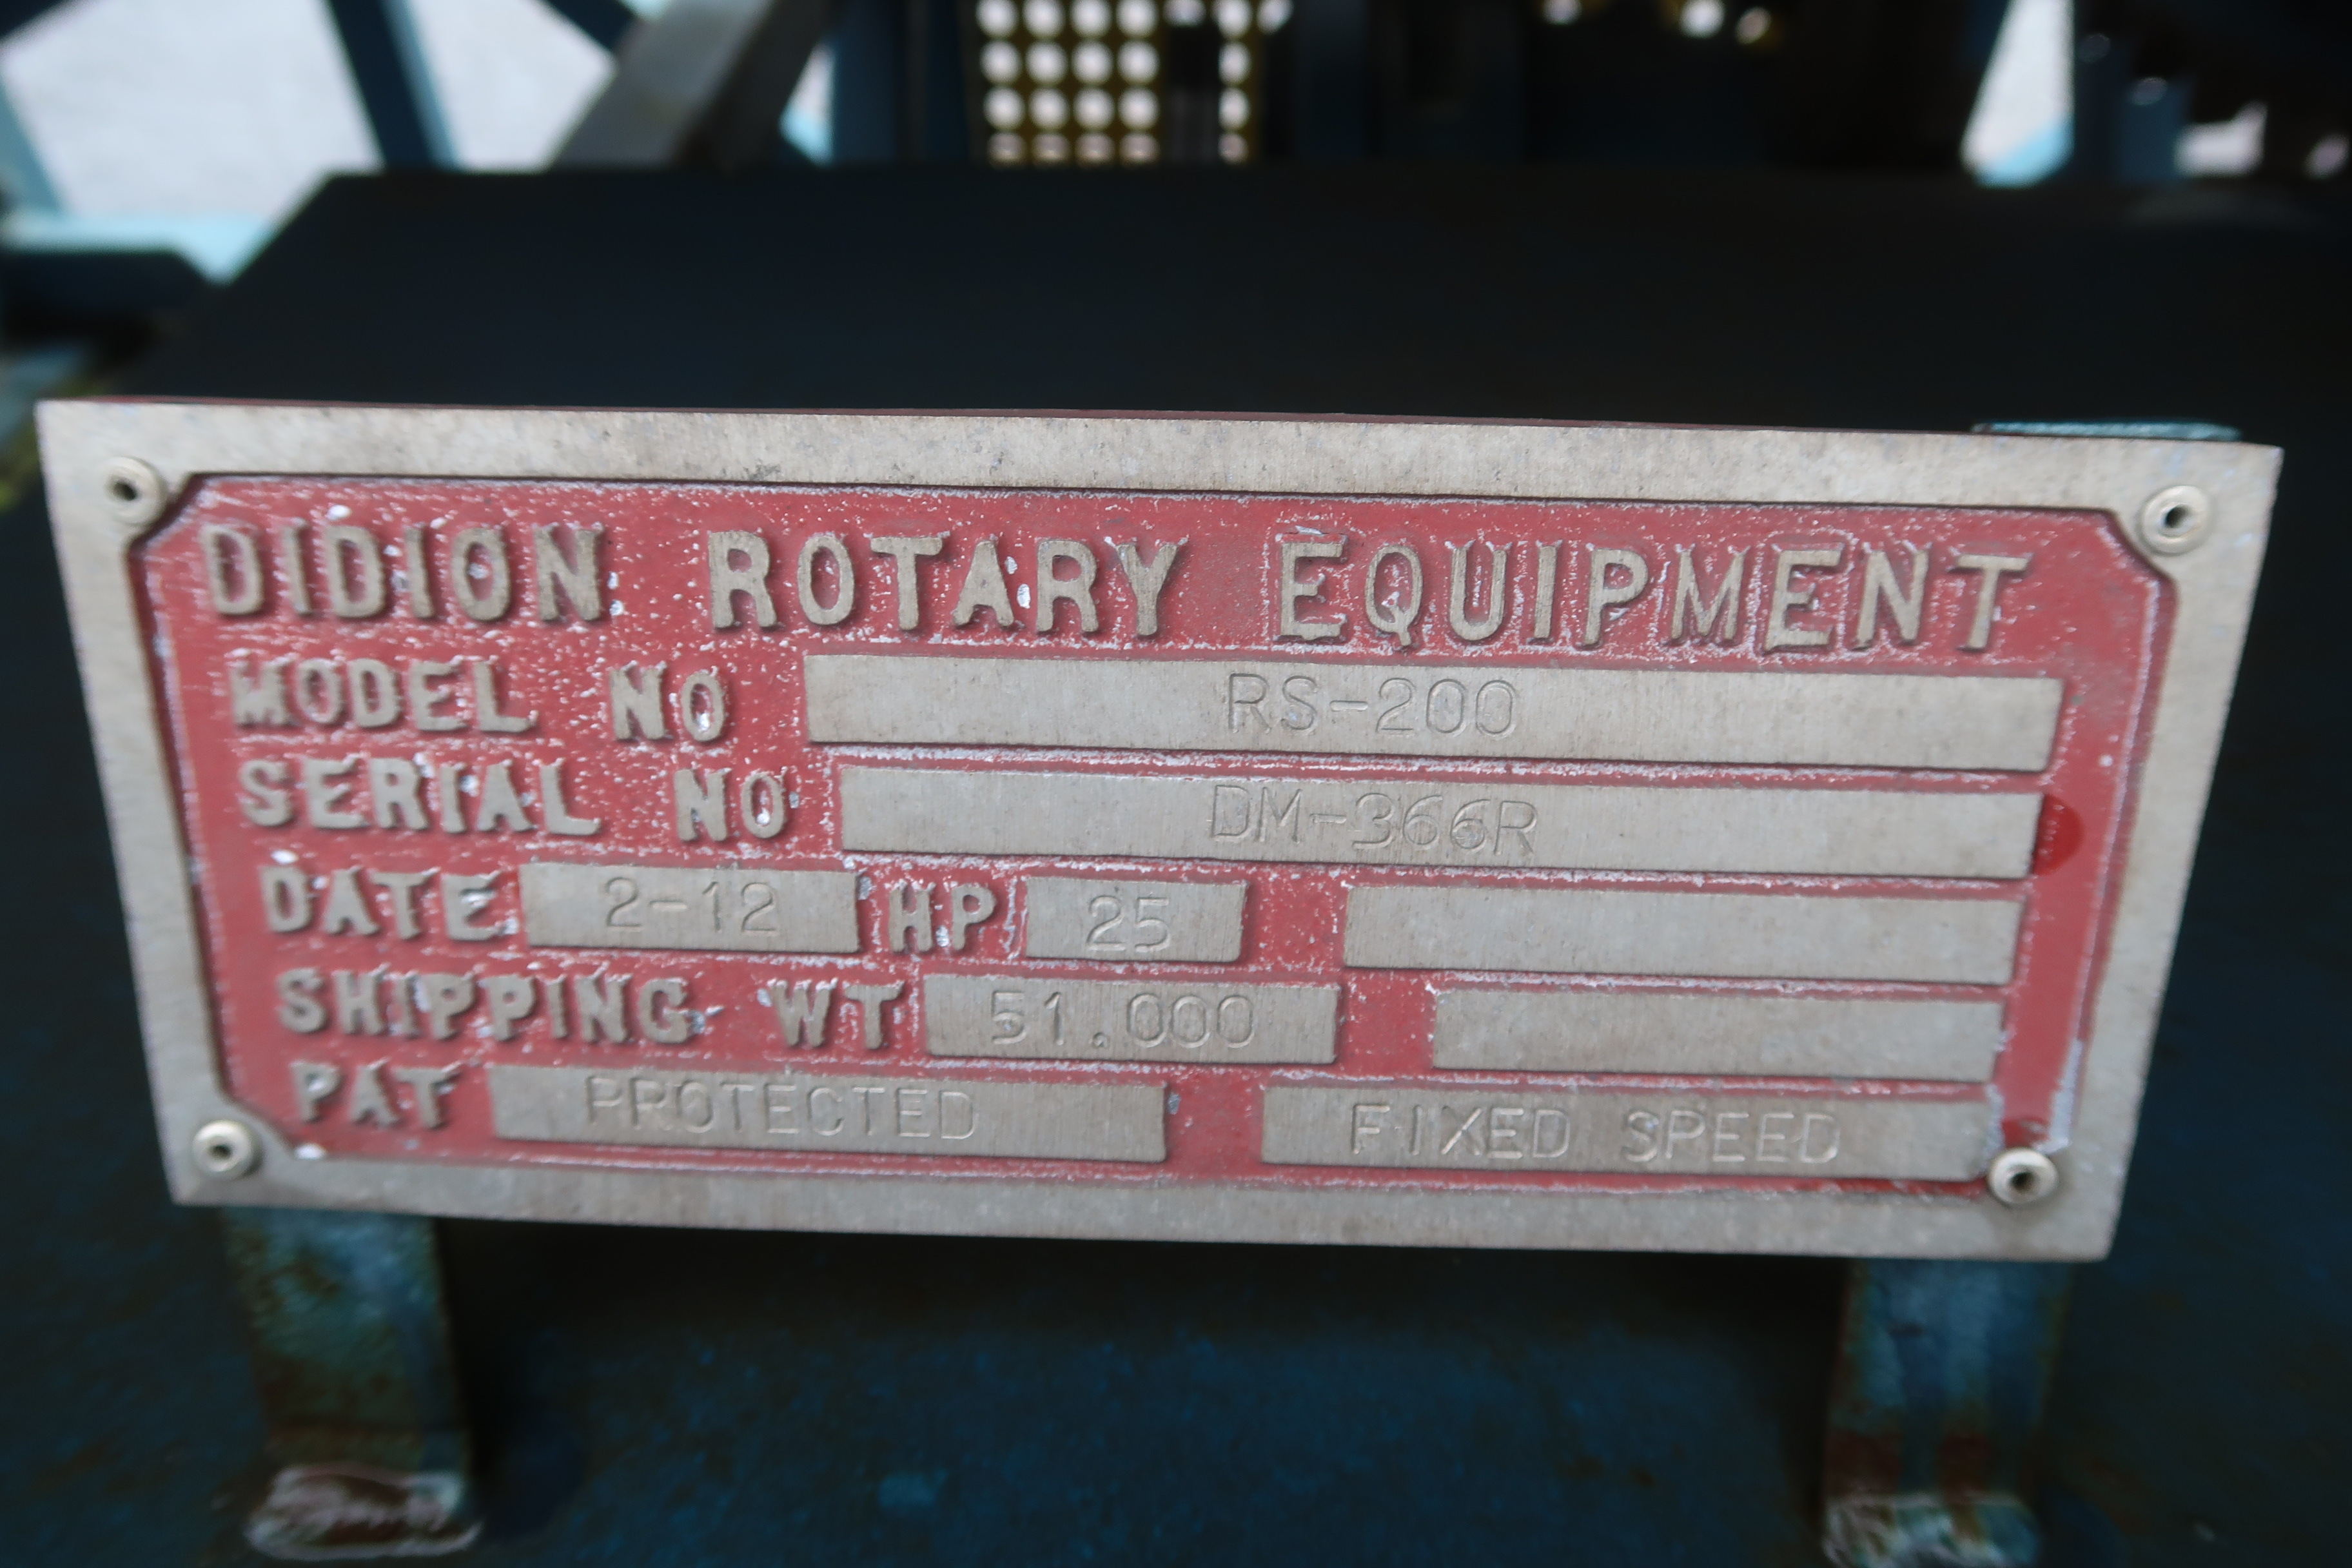 DIDION ROTARY EQUIPMENT
MODEL NO RS-200
SERIAL NO DM-366R
DATE 2-12 HP 25
SHIPPING WT 51.000
PAT PROTECTED FIXED SPEED